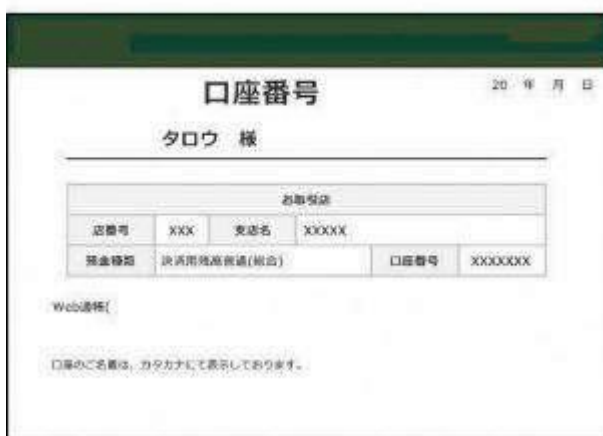 口座番号
20 年 月 日
タロウ 様
お取引店
店番号 XXX 支店名 XXXXX
預金種類 決済用残高普通(総合) 口座番号 XXXXXXX
Web通帳(
口座のご名義は、カタカナにて表示しております。